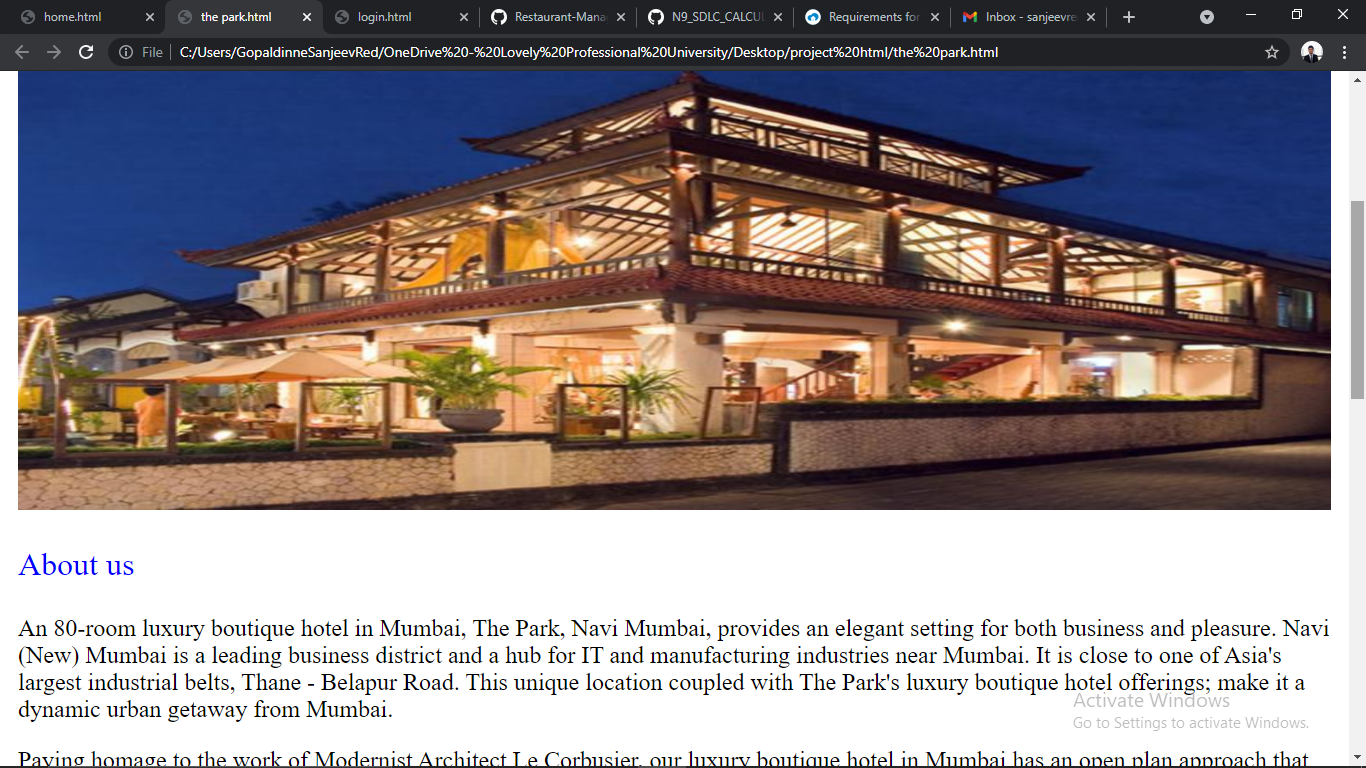 home.html
the park.html
login.html
Restaurant-Mana
N9_SDLC_CALCUL
Requirements for
Inbox - sanjeevre
File
C:/Users/GopaldinneSanjeevRed/OneDrive%20-%20Lovely%20Professional%20University/Desktop/project%20html/the%20park.html
About us
An 80-room luxury boutique hotel in Mumbai, The Park, Navi Mumbai, provides an elegant setting for both business and pleasure. Navi
(New) Mumbai is a leading business district and a hub for IT and manufacturing industries near Mumbai. It is close to one of Asia's
largest industrial belts, Thane - Belapur Road. This unique location coupled with The Park's luxury boutique hotel offerings; make it a
dynamic urban getaway from Mumbai.
Activate Windows
Go to Settings to activate Windows.
Paying homage to the work of Modernist Architect Le Corbusier, our luxury boutique hotel in Mumbai has an open plan approach that